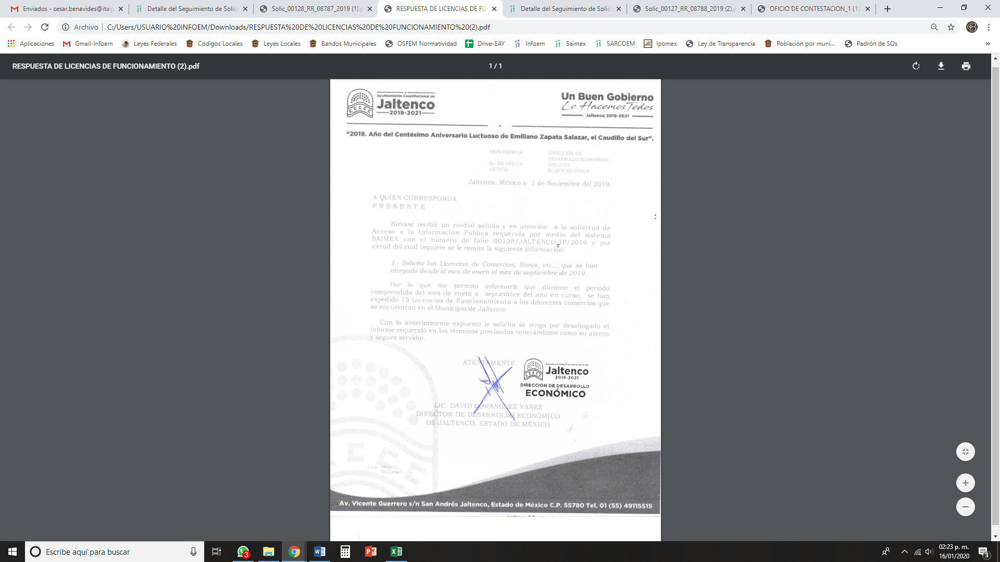 Enviados - cesar.benavides@itaip
Detalle del Seguimiento de Solici
Solic_00128_RR_08787_2019 (1).p
RESPUESTA DE LICENCIAS DE FU
Detalle del Seguimiento de Solici
Solic_00127_RR_08788_2019 (2).p
OFICIO DE CONTESTACION_1 (1)
Archivo
C:/Users/USUARIO%20INFOEM/Downloads/RESPUESTA%20DE%20LICENCIAS%20DE%20FUNCIONAMIENTO%20(2).pdf
Aplicaciones
Gmail-Infoem
Leyes Federales
Códigos Locales
Leyes Locales
Bandos Municipales
OSFEM Normatividad
Drive-EAY
Infoem
Saimex
SARCOEM
Ipomex
Ley de Transparencia
Población por muni...
Padrón de SOs
»
RESPUESTA DE LICENCIAS DE FUNCIONAMIENTO (2).pdf
1 / 1
Ayuntamiento Constitucional de
Jaltenco
2019-2021
Un Buen Gobierno
Lo Hacemos Todos
Jaltenco 2019-2021
"2019. Año del Centésimo Aniversario Luctuoso de Emiliano Zapata Salazar, el Caudillo del Sur".
DEPENDENCIA: DIRECCIÓN DE
DESARROLLO ECONOMICO
No. DE OFICIO: 235/2019
ASUNTO: EL QUE SE INDICA
Jaltenco, México a 1 de Noviembre del 2019.
A QUIEN CORRESPONDA
P R E S E N T E
Sírvase recibir un cordial saludo y en atención a la solicitud de
Acceso a la Información Pública requerida por medio del sistema
SAIMEX con el número de folio 00128/JALTENCO/IP/2019 y por
virtud del cual requiere se le remita la siguiente información:
1.- Solicito las Licencias de Comercios, Bares, etc... que se han
otorgado desde el mes de enero al mes de septiembre de 2019.
Por lo que me permito informarle que durante el periodo
comprendido del mes de enero a septiembre del año en curso; se han
expedido 75 Licencias de Funcionamiento a los diferentes comercios que
se encuentran en el Municipio de Jaltenco.
Con lo anteriormente expuesto le solicito se tenga por desahogado el
informe requerido en los términos precisados reiterándome como su atento
y seguro servidor.
ATENTAMENTE
Ayuntamiento Constitucional de
Jaltenco
2019-2021
DIRECCIÓN DE DESARROLLO
ECONÓMICO
LIC. DAVID GORANGUEZ YAÑEZ
DIRECTOR DE DESARROLLO ECONOMICO
DE JALTENCO, ESTADO DE MÉXICO
C.c.p. ARCHIVO
Av. Vicente Guerrero s/n San Andrés Jaltenco, Estado de México C.P. 55780 Tel. 01 (55) 49115515
Escribe aquí para buscar
3
02:23 p. m.
16/01/2020
3